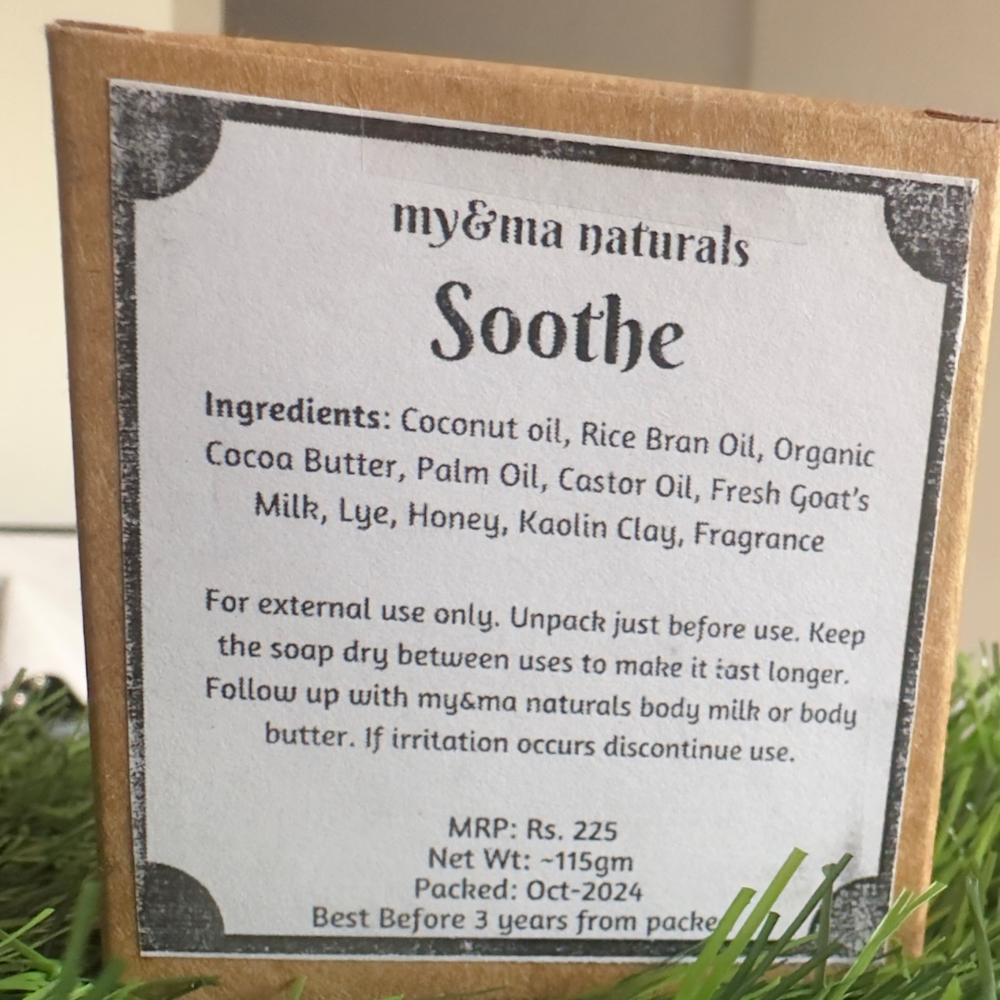 my&ma naturals
Soothe
Ingredients: Coconut oil, Rice Bran Oil, Organic
Cocoa Butter, Palm Oil, Castor Oil, Fresh Goat's
Milk, Lye, Honey, Kaolin Clay, Fragrance
For external use only. Unpack just before use. Keep
the soap dry between uses to make it last longer.
Follow up with my&ma naturals body milk or body
butter. If irritation occurs discontinue use.
MRP: Rs. 225
Net Wt: ~115gm
Packed: Oct-2024
Best Before 3 years from